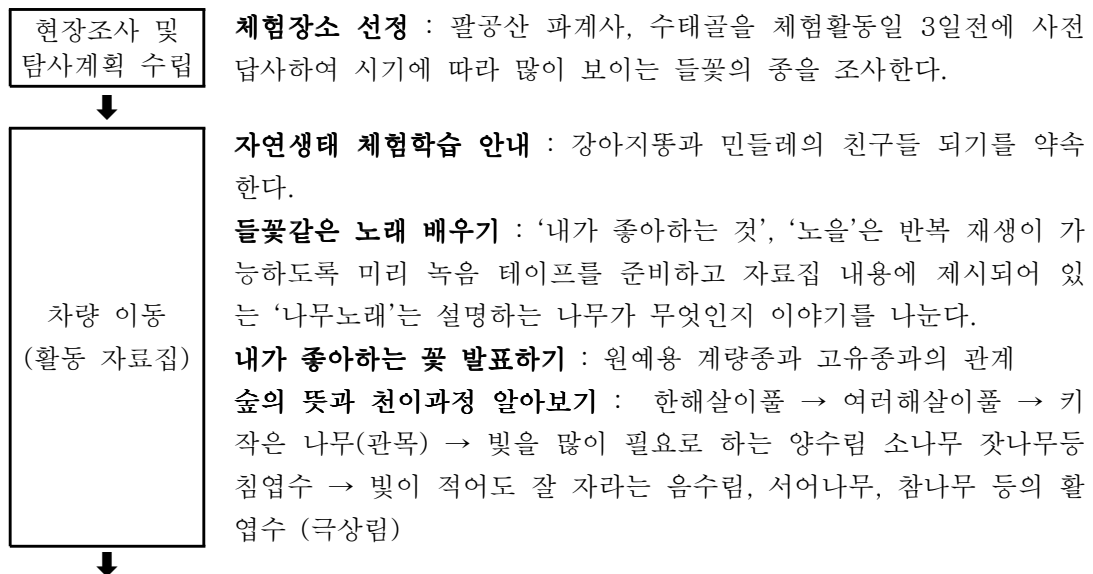 현장조사 및
탐사계획 수립
체험장소 선정 : 팔공산 파계사, 수태골을 체험활동일 3일전에 사전
답사하여 시기에 따라 많이 보이는 들꽃의 종을 조사한다.
⬇
차량 이동
(활동 자료집)
자연생태 체험학습 안내 : 강아지똥과 민들레의 친구들 되기를 약속
한다.
들꽃같은 노래 배우기 : ‘내가 좋아하는 것’, ‘노을’은 반복 재생이 가
능하도록 미리 녹음 테이프를 준비하고 자료집 내용에 제시되어 있
는 ‘나무노래’는 설명하는 나무가 무엇인지 이야기를 나눈다.
내가 좋아하는 꽃 발표하기 : 원예용 계량종과 고유종과의 관계
숲의 뜻과 천이과정 알아보기 : 한해살이풀 → 여러해살이풀 → 키
작은 나무(관목) → 빛을 많이 필요로 하는 양수림 소나무 잣나무등
침엽수 → 빛이 적어도 잘 자라는 음수림, 서어나무, 참나무 등의 활
엽수 (극상림)
⬇